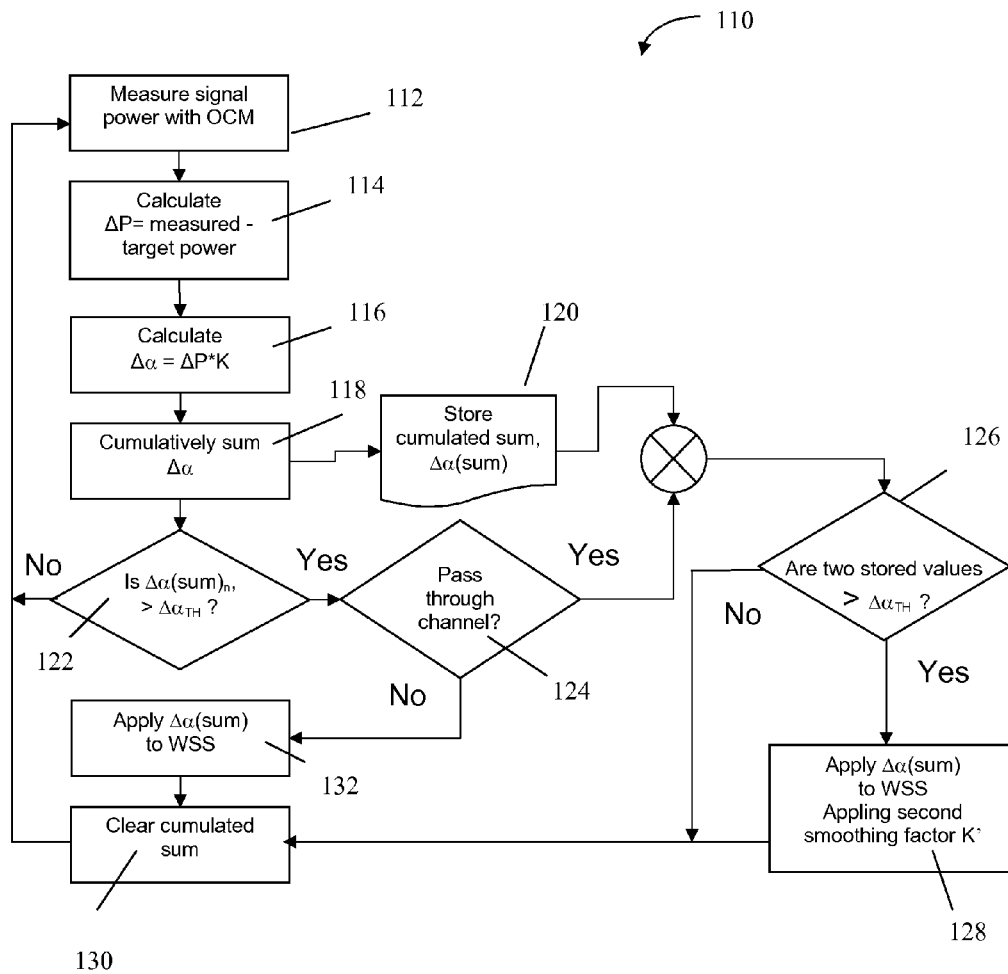 110
Measure signal
power with OCM
112
Calculate
ΔP= measured -
target power
114
Calculate
Δα = ΔP*K
116
Cumulatively sum
Δα
118
Store
cumulated sum,
Δα(sum)
120
Is Δα(sum)n,
> ΔαTH ?
122
No
Yes
Pass
through
channel?
124
Yes
No
Are two stored values
> ΔαTH ?
126
No
Yes
Apply Δα(sum)
to WSS
132
Apply Δα(sum)
to WSS
Appling second
smoothing factor K'
128
Clear cumulated
sum
130